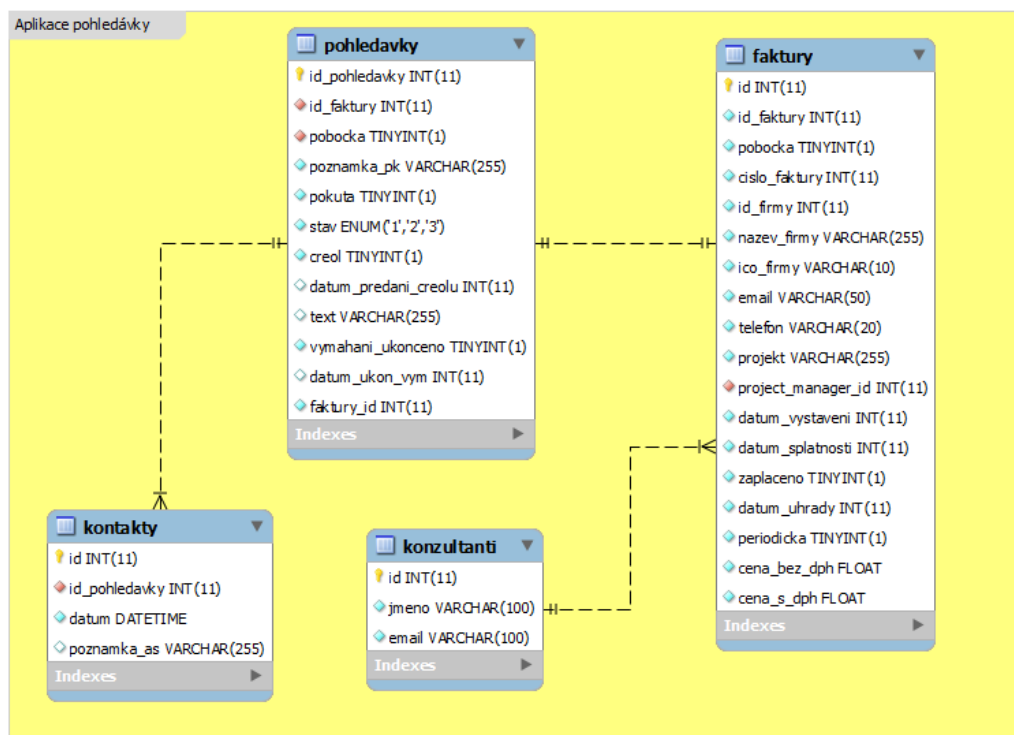 Aplikace pohledávky
pohledavky
id_pohledavky INT(11)
id_faktury INT(11)
pobocka TINYINT(1)
poznamka_pk VARCHAR(255)
pokuta TINYINT(1)
stav ENUM('1','2','3')
creol TINYINT(1)
datum_predani_creolu INT(11)
text VARCHAR(255)
vymahani_ukonceno TINYINT(1)
datum_ukon_vym INT(11)
faktury_id INT(11)
Indexes
faktury
id INT(11)
id_faktury INT(11)
pobocka TINYINT(1)
cislo_faktury INT(11)
id_firmy INT(11)
nazev_firmy VARCHAR(255)
ico_firmy VARCHAR(10)
email VARCHAR(50)
telefon VARCHAR(20)
projekt VARCHAR(255)
project_manager_id INT(11)
datum_vystaveni INT(11)
datum_splatnosti INT(11)
zaplaceno TINYINT(1)
datum_uhrady INT(11)
periodicka TINYINT(1)
cena_bez_dph FLOAT
cena_s_dph FLOAT
Indexes
kontakty
id INT(11)
id_pohledavky INT(11)
datum DATETIME
poznamka_as VARCHAR(255)
Indexes
konzultanti
id INT(11)
jmeno VARCHAR(100)
email VARCHAR(100)
Indexes